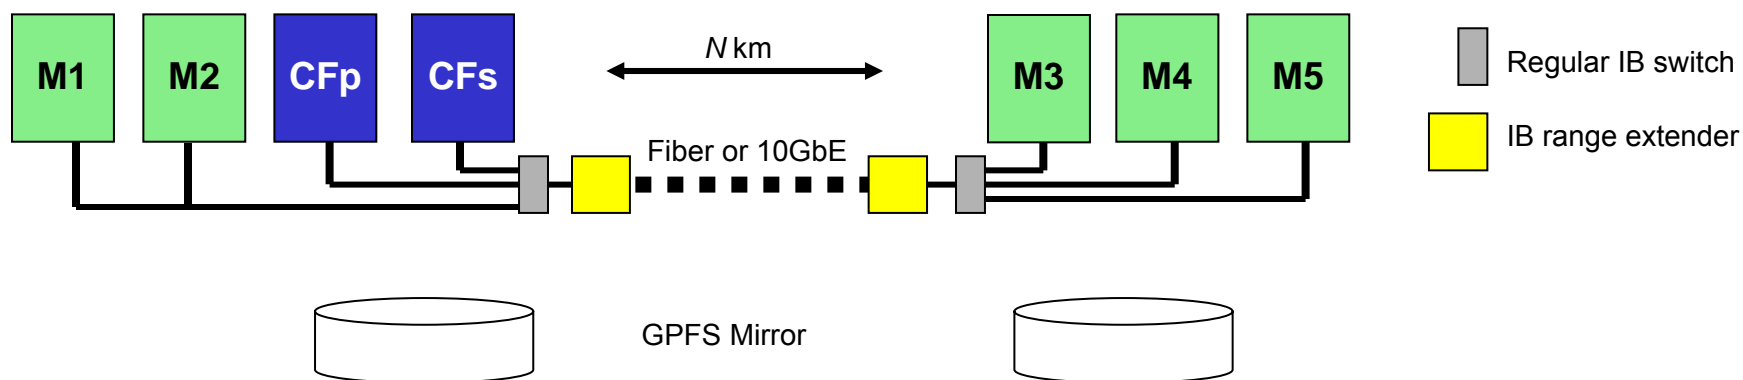 M1
M2
CFp
CFs
N km
M3
M4
M5
Regular IB switch
IB range extender
Fiber or 10GbE
GPFS Mirror